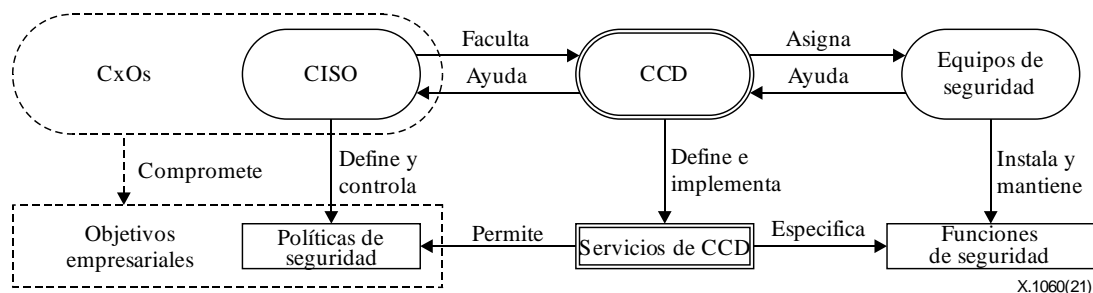 Faculta
Asigna
CxOs
CISO
CCD
Equipos de
seguridad
Ayuda
Ayuda
Compromete
Define y
controla
Define e
implementa
Instala y
mantiene
Objetivos
empresariales
Políticas de
seguridad
Permite
Servicios de CCD
Especifica
Funciones
de seguridad
X.1060(21)